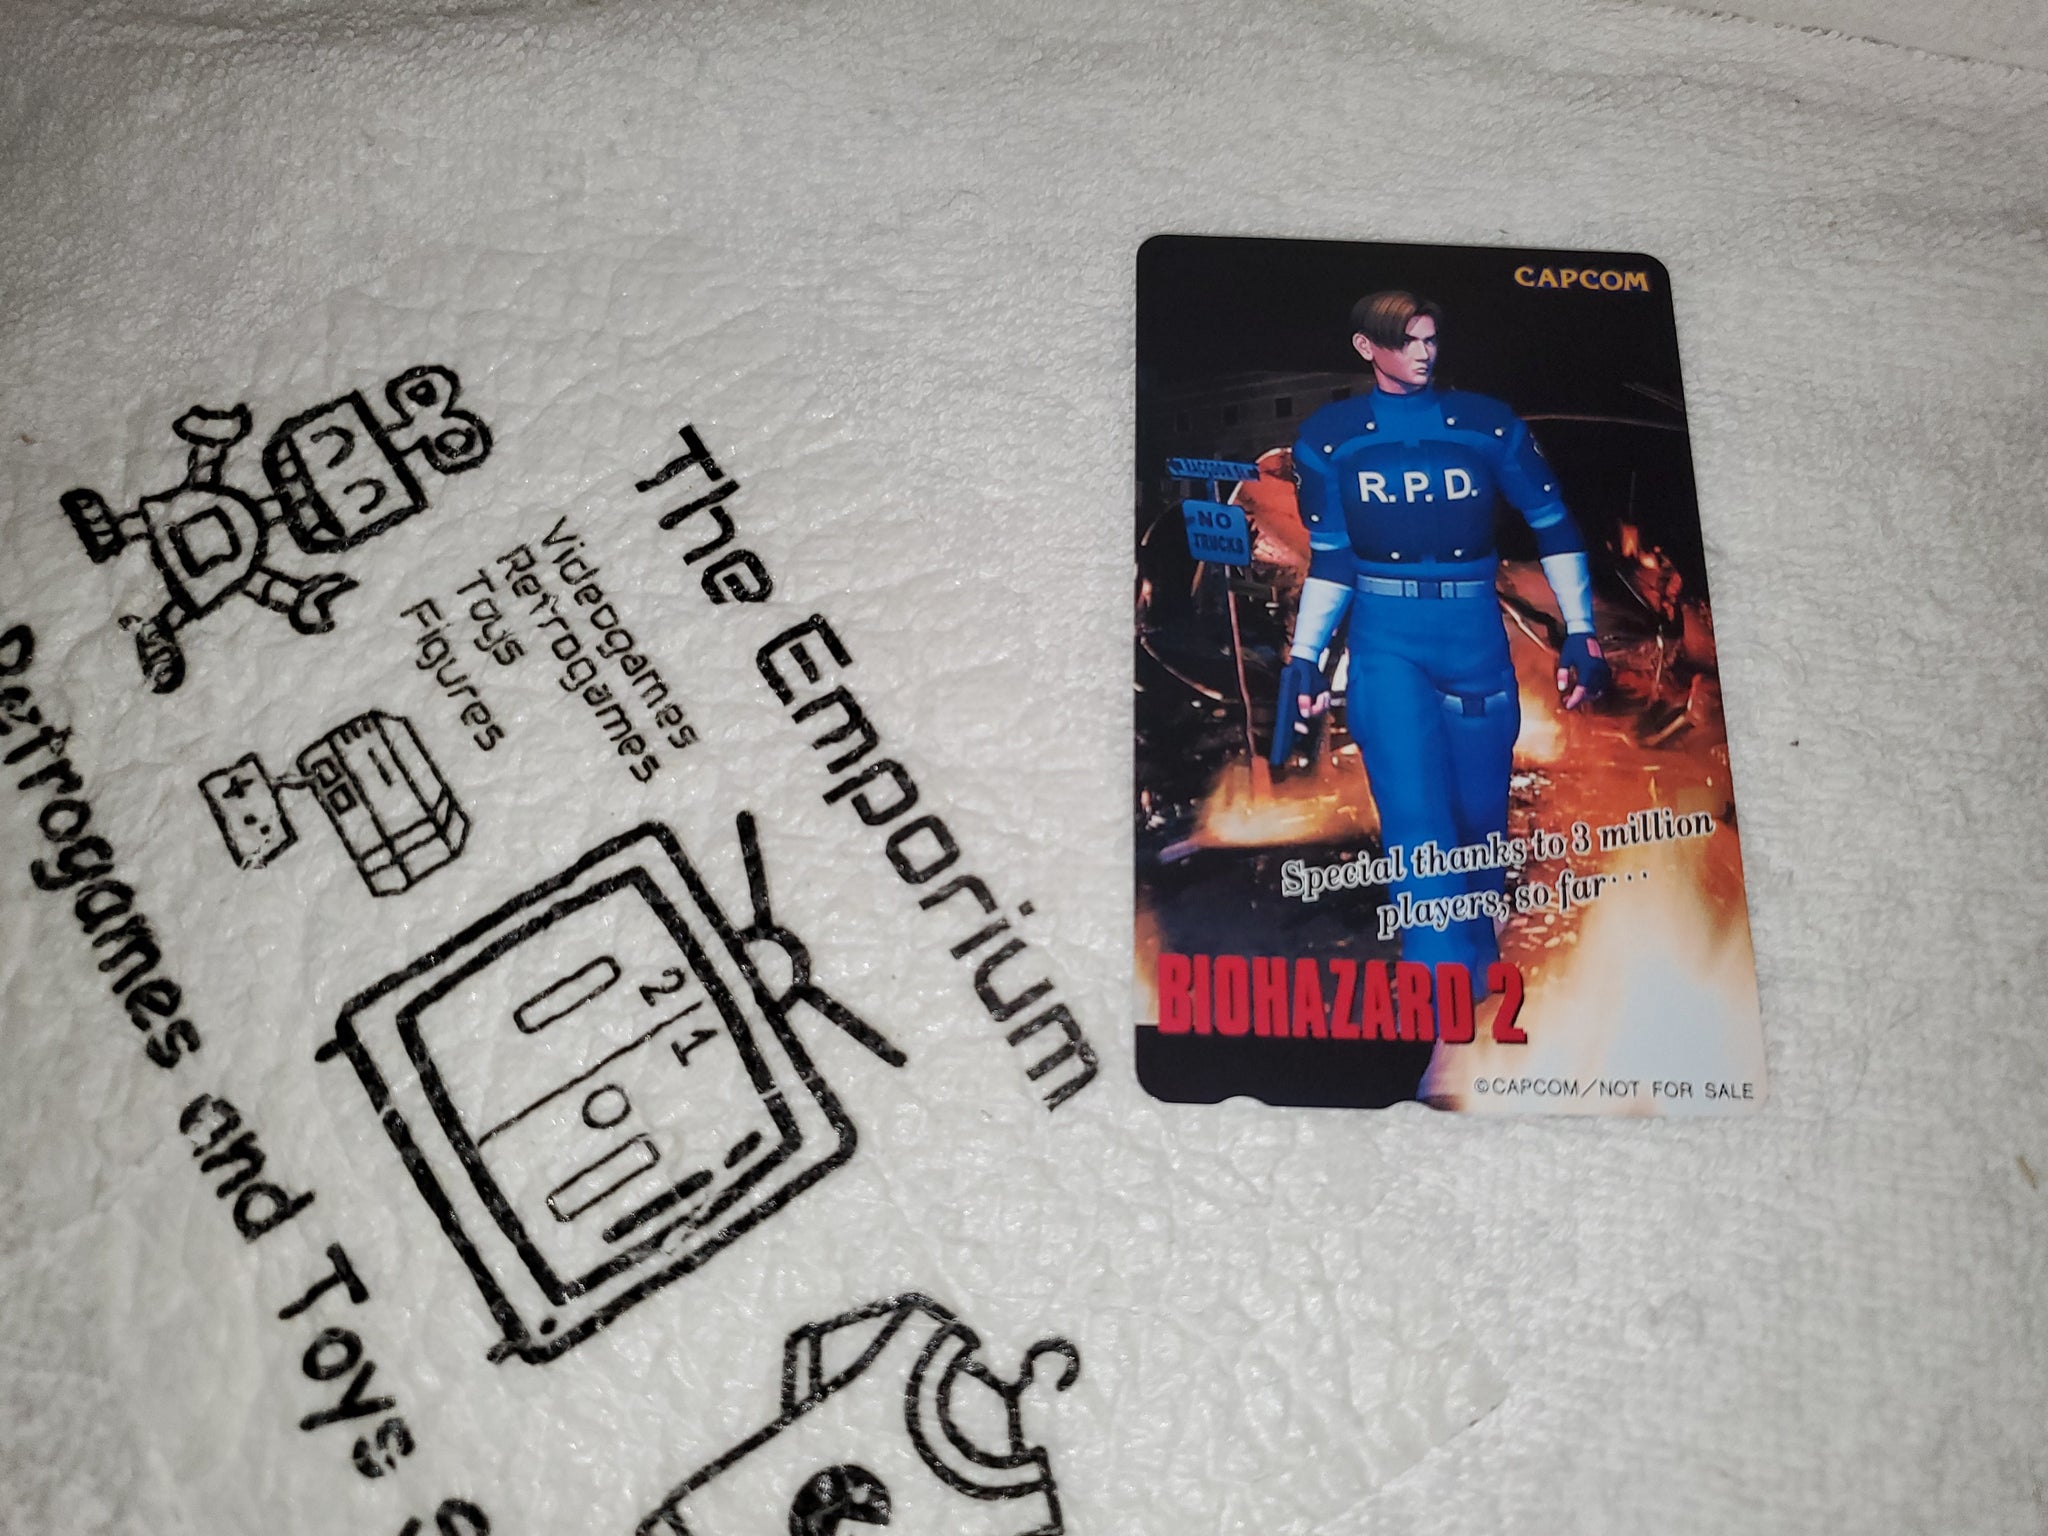 The Emporium
Videogames
Retrogames
Toys
Figures
2 1
Retrogames and Toys
CAPCOM
R.P.D.
NO
TRUCKS
Special thanks to 3 million
players, so far···
BIOHAZARD 2
©CAPCOM/NOT FOR SALE